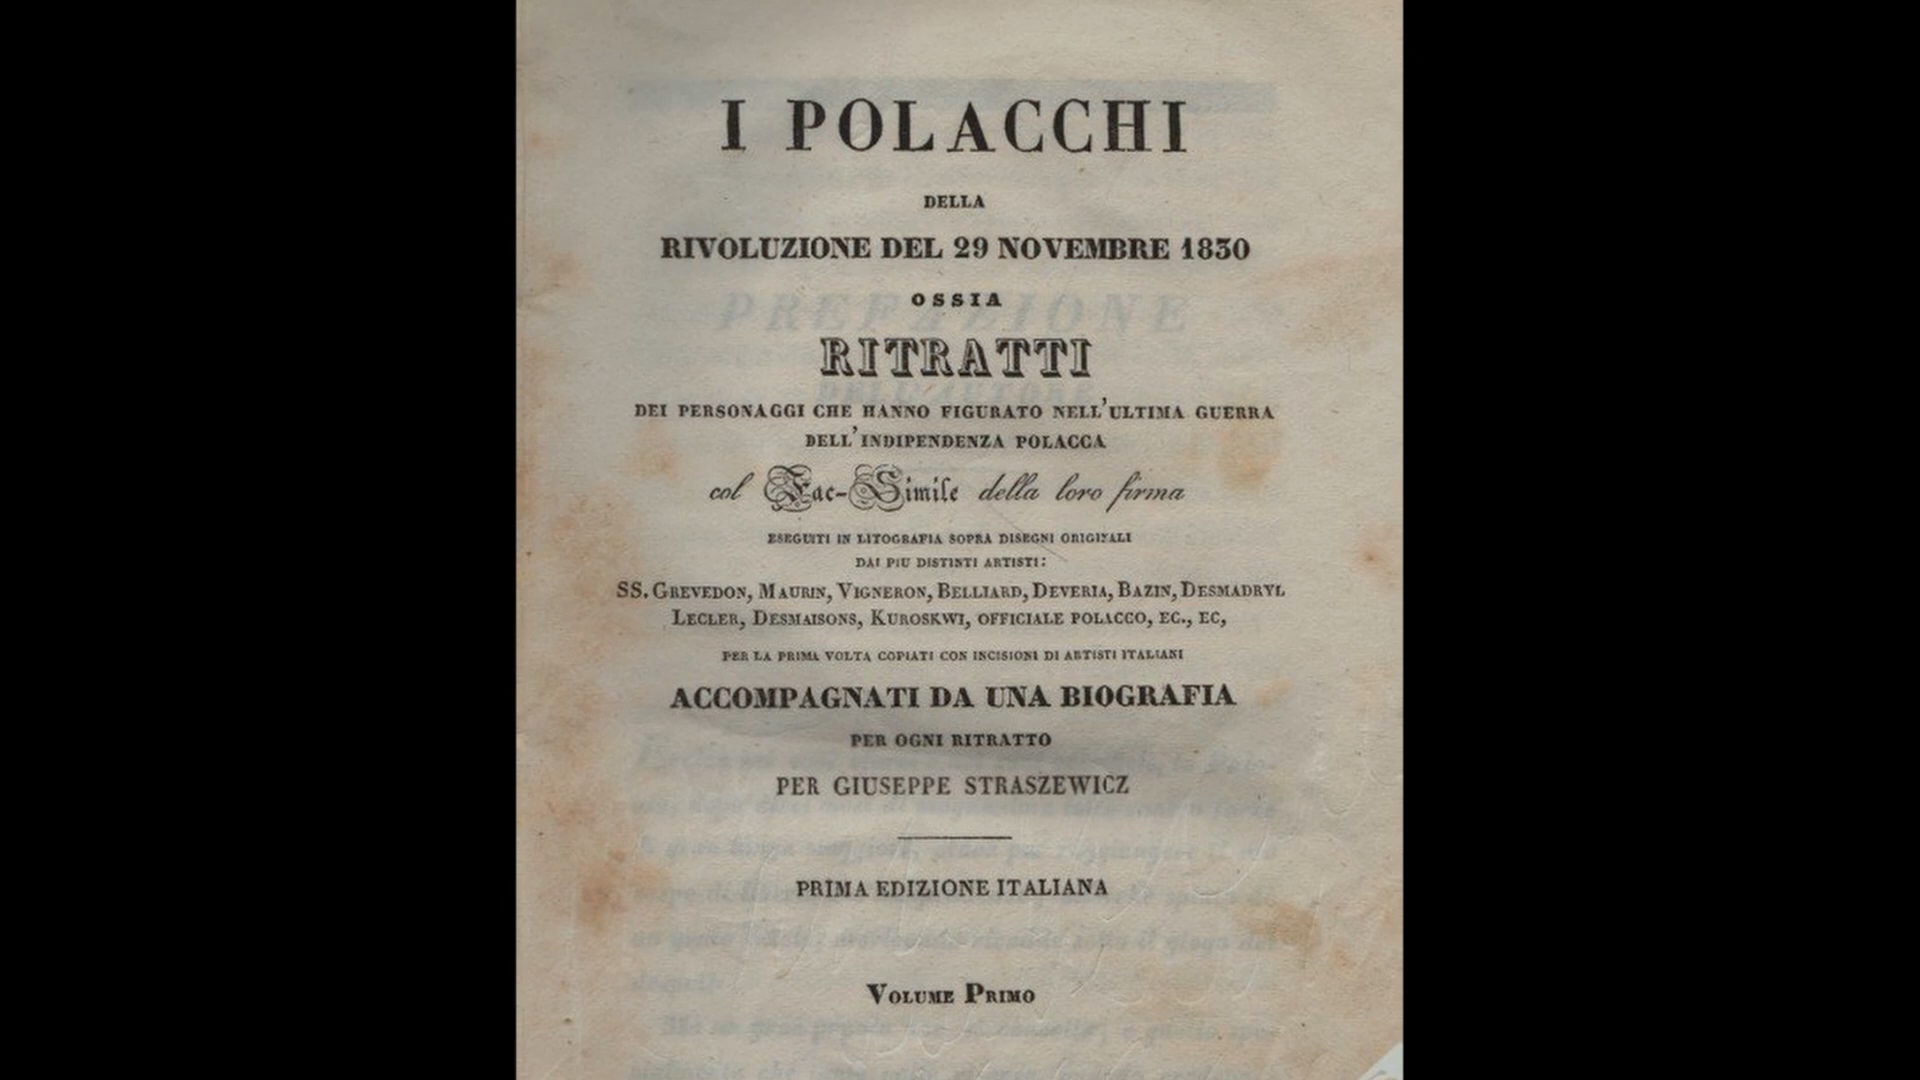 I POLACCHI
DELLA
RIVOLUZIONE DEL 29 NOVEMBRE 1830
OSSIA
PREFAZIONE
RITRATTI
DELL'AUTORE
DEI PERSONAGGI CHE HANNO FIGURATO NELL'ULTIMA GUERRA
DELL'INDIPENDENZA POLACCA
col Fac-Simile della loro firma
ESEGUITI IN LITOGRAFIA SOPRA DISEGNI ORIGINALI
DAI PIU DISTINTI ARTISTI:
SS. GREVEDON, MAURIN, VIGNERON, BELLIARD, DEVERIA, BAZIN, DESMADRYL
LECLER, DESMAISONS, KUROSKWI, OFFICIALE POLACCO, EC., EC,
PER LA PRIMA VOLTA COPIATI CON INCISIONI DI ARTISTI ITALIANI
ACCOMPAGNATI DA UNA BIOGRAFIA
PER OGNI RITRATTO
PER GIUSEPPE STRASZEWICZ
PRIMA EDIZIONE ITALIANA
VOLUME PRIMO